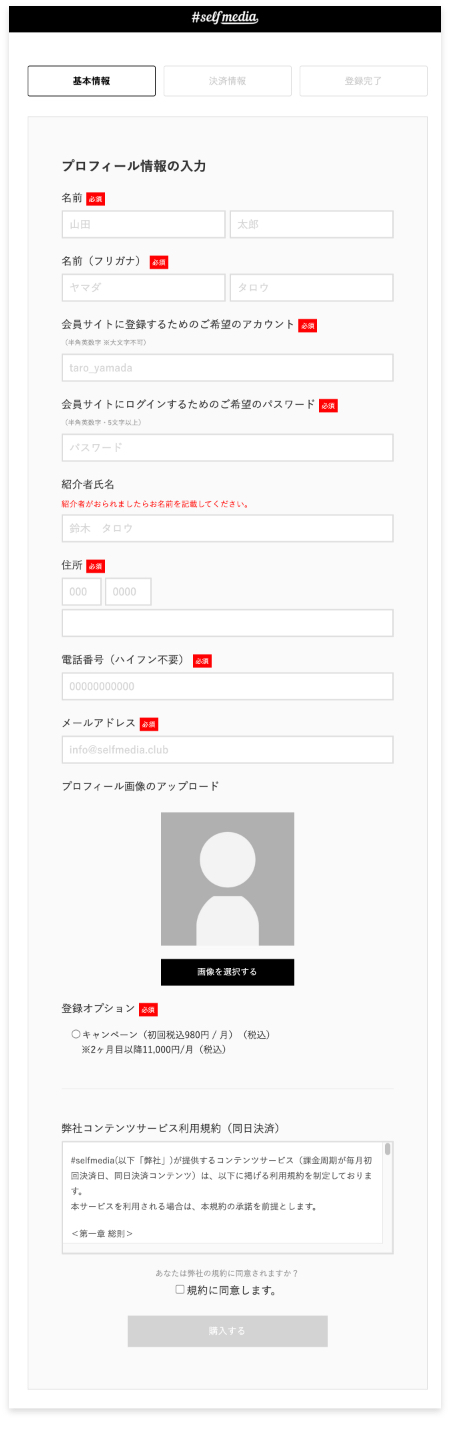 #selfmedia
基本情報
決済情報
登録完了
プロフィール情報の入力
名前 必須
山田 太郎
名前（フリガナ） 必須
ヤマダ タロウ
会員サイトに登録するためのご希望のアカウント 必須
（半角英数字 ※大文字不可）
taro_yamada
会員サイトにログインするためのご希望のパスワード 必須
（半角英数字・5文字以上）
パスワード
紹介者氏名
紹介者がおられましたらお名前を記載してください。
鈴木　タロウ
住所 必須
000 0000
電話番号（ハイフン不要） 必須
00000000000
メールアドレス 必須
info@selfmedia.club
プロフィール画像のアップロード
画像を選択する
登録オプション 必須
キャンペーン（初回税込980円 / 月）（税込）
※2ヶ月目以降11,000円/月（税込）
弊社コンテンツサービス利用規約（同日決済）
#selfmedia(以下「弊社」)が提供するコンテンツサービス（課金周期が毎月初
回決済日、同日決済コンテンツ）は、以下に掲げる利用規約を制定しておりま
す。
本サービスを利用される場合は、本規約の承諾を前提とします。
＜第一章 総則＞
あなたは弊社の規約に同意されますか？
規約に同意します。
購入する